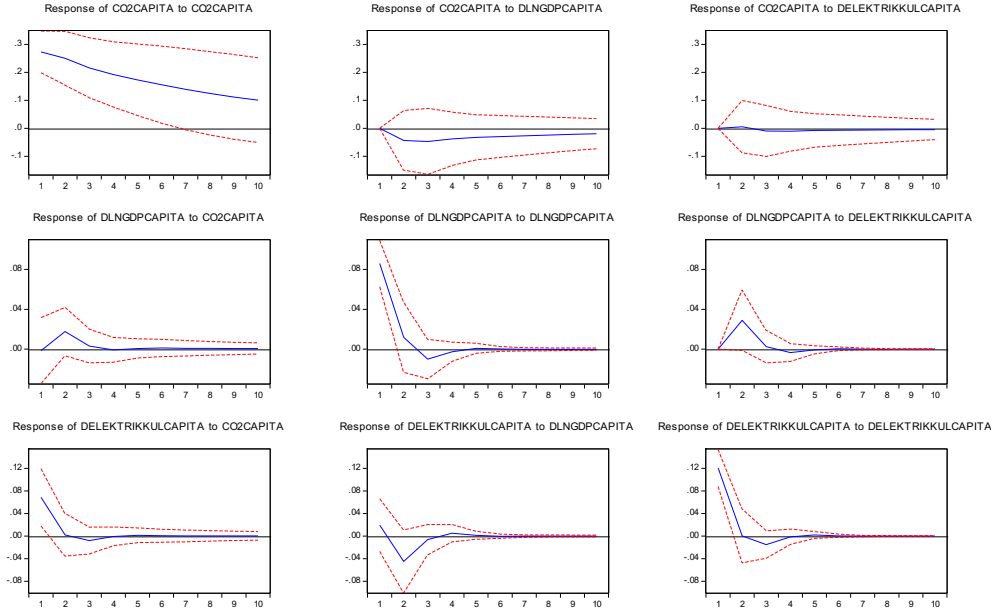 Response of CO2CAPITA to CO2CAPITA
Response of CO2CAPITA to DLNGDPCAPITA
Response of CO2CAPITA to DELEKTRIKKULCAPITA
.3
.2
.1
.0
-.1
1 2 3 4 5 6 7 8 9 10
.3
.2
.1
.0
-.1
1 2 3 4 5 6 7 8 9 10
.3
.2
.1
.0
-.1
1 2 3 4 5 6 7 8 9 10
Response of DLNGDPCAPITA to CO2CAPITA
Response of DLNGDPCAPITA to DLNGDPCAPITA
Response of DLNGDPCAPITA to DELEKTRIKKULCAPITA
.08
.04
.00
1 2 3 4 5 6 7 8 9 10
.08
.04
.00
1 2 3 4 5 6 7 8 9 10
.08
.04
.00
1 2 3 4 5 6 7 8 9 10
Response of DELEKTRIKKULCAPITA to CO2CAPITA
Response of DELEKTRIKKULCAPITA to DLNGDPCAPITA
Response of DELEKTRIKKULCAPITA to DELEKTRIKKULCAPITA
.12
.08
.04
.00
-.04
-.08
1 2 3 4 5 6 7 8 9 10
.12
.08
.04
.00
-.04
-.08
1 2 3 4 5 6 7 8 9 10
.12
.08
.04
.00
-.04
-.08
1 2 3 4 5 6 7 8 9 10